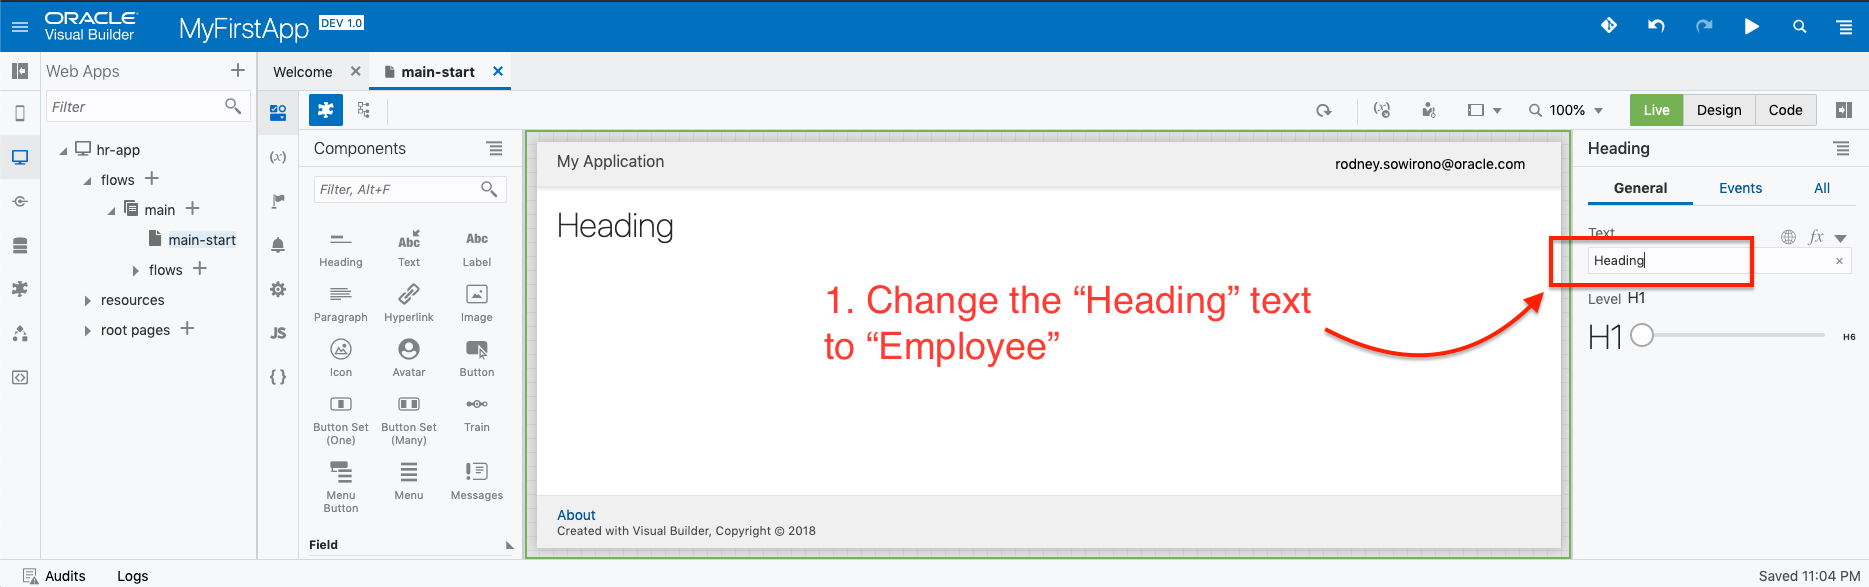 ORACLE
Visual Builder
MyFirstApp
DEV 1.0
Web Apps
Welcome
main-start
Filter
100%
Live
Design
Code
hr-app
flows
main
main-start
flows
resources
root pages
(x)
JS
{ }
Components
Filter, Alt+F
Heading
Abc
Text
Abc
Label
Paragraph
Hyperlink
Image
Icon
Avatar
Button
Button Set
(One)
Button Set
(Many)
Train
Menu
Button
Menu
Messages
Field
My Application
rodney.sowirono@oracle.com
Heading
1. Change the “Heading” text
to “Employee”
About
Created with Visual Builder, Copyright © 2018
Heading
General
Events
All
Text
fx
Heading
Level H1
H1
H6
Audits
Logs
Saved 11:04 PM